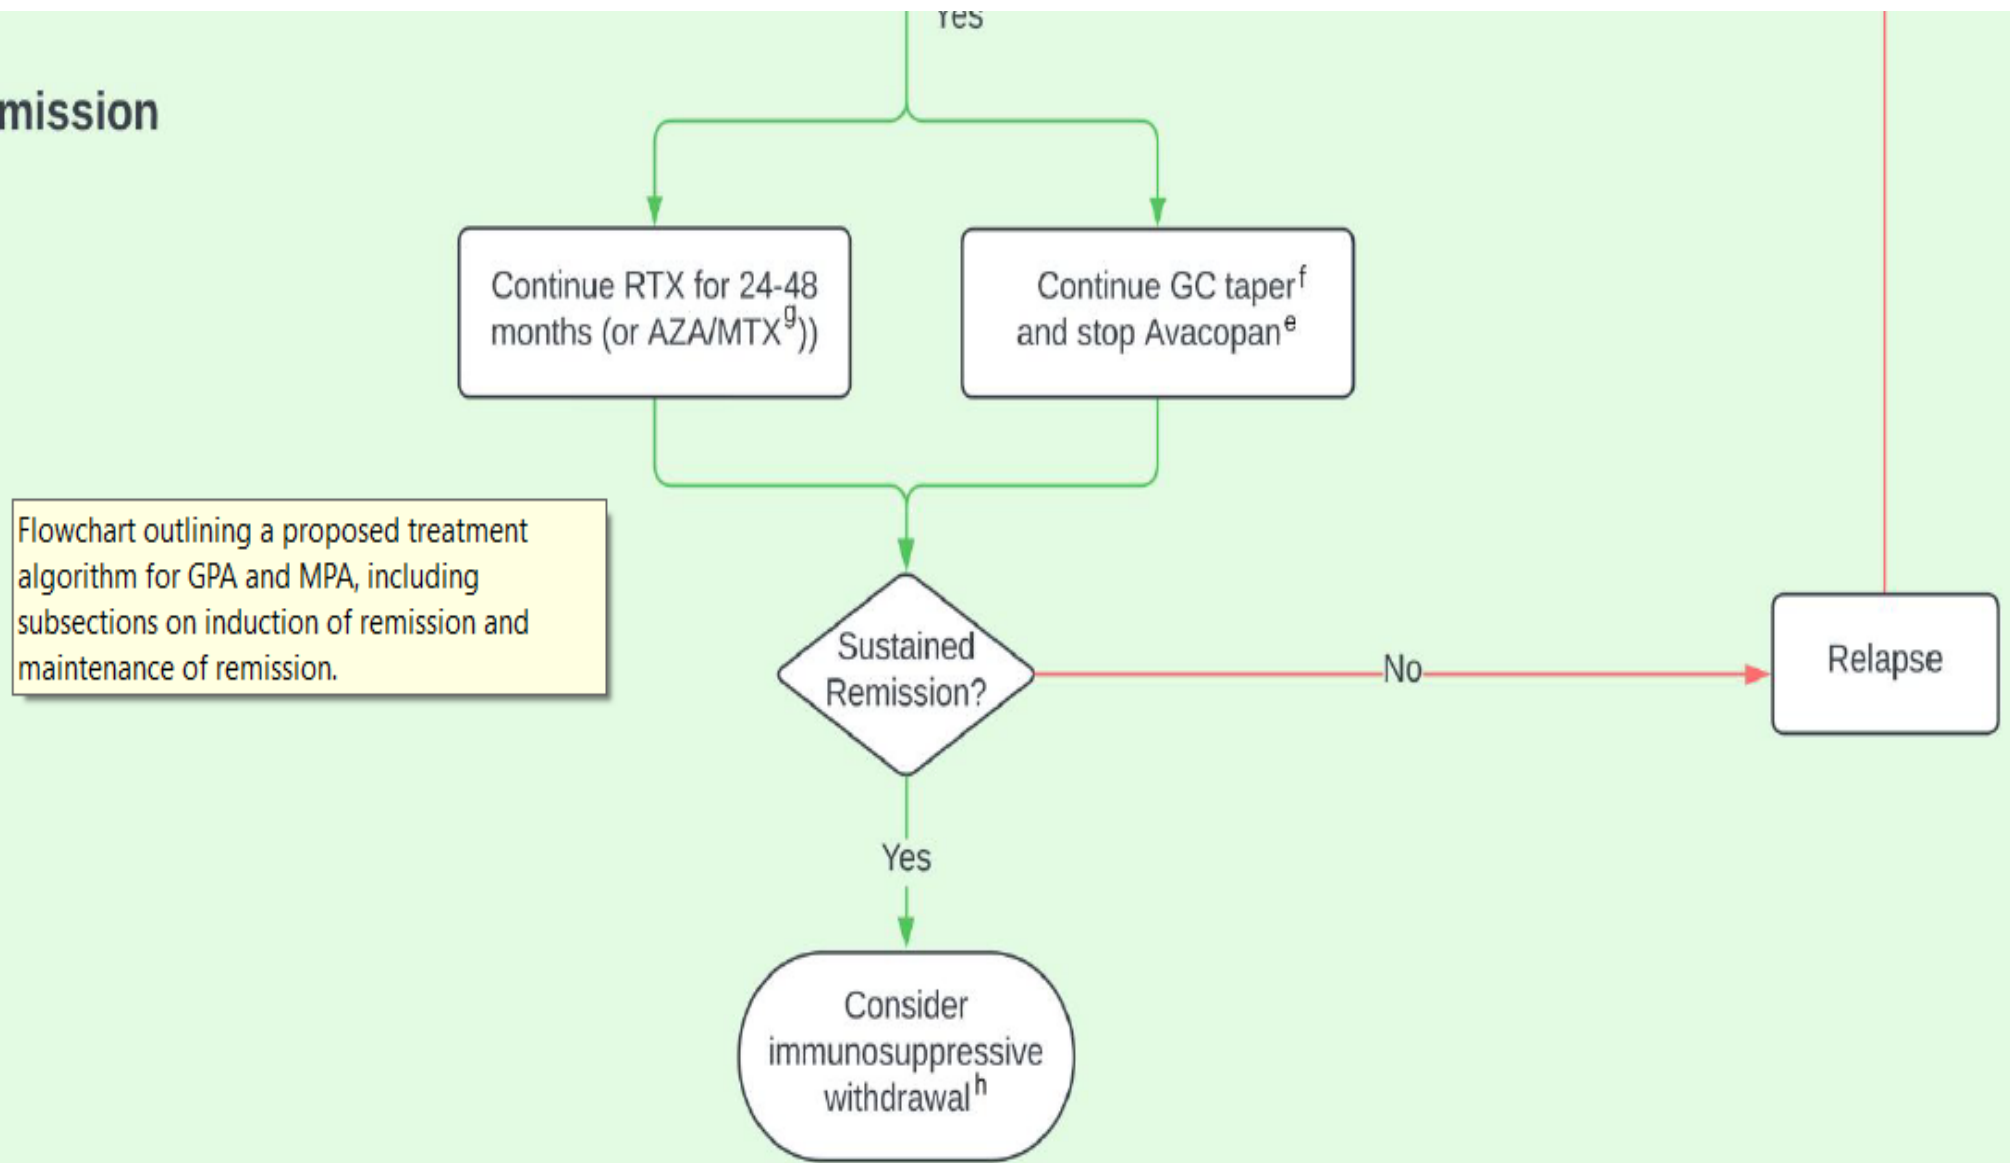 Yes
mission
Continue RTX for 24-48
months (or AZA/MTXᵍ))
Continue GC taperᶠ
and stop Avacopanᵉ
Flowchart outlining a proposed treatment
algorithm for GPA and MPA, including
subsections on induction of remission and
maintenance of remission.
Sustained
Remission?
No
Relapse
Yes
Consider
immunosuppressive
withdrawalʰ